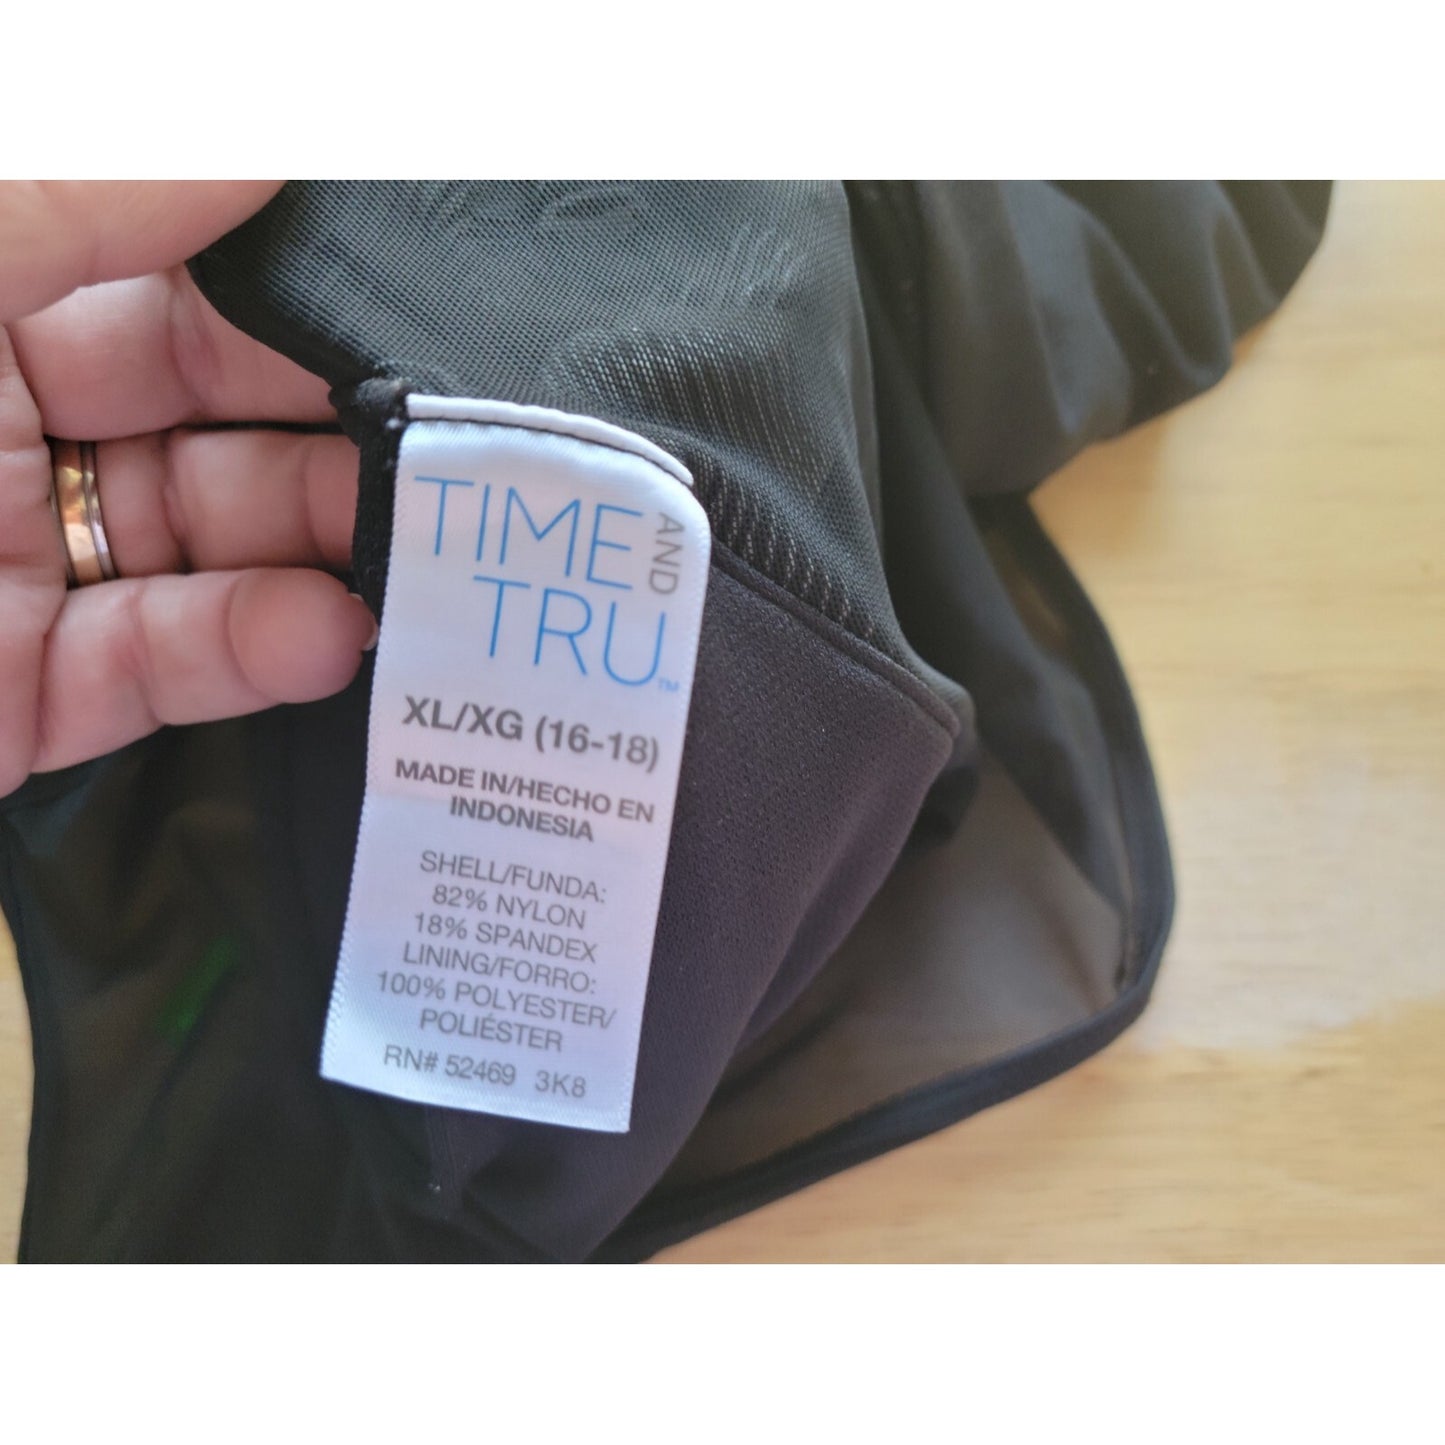 TIME AND
TRU™
XL/XG (16-18)
MADE IN/HECHO EN
INDONESIA
SHELL/FUNDA:
82% NYLON
18% SPANDEX
LINING/FORRO:
100% POLYESTER/
POLIÉSTER
RN# 52469 3K8